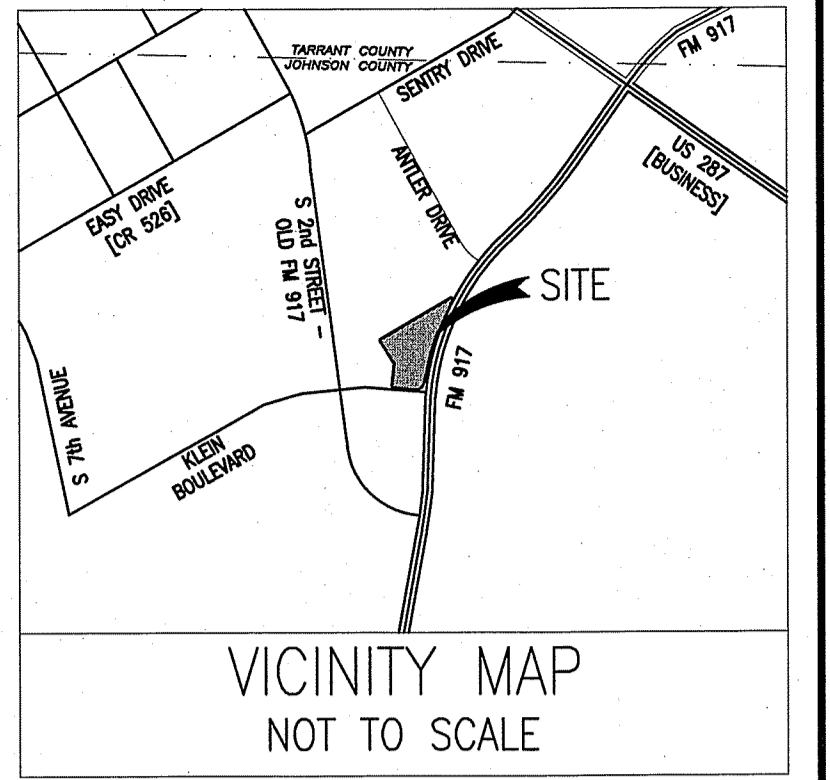 TARRANT COUNTY
JOHNSON COUNTY
FM 917
SENTRY DRIVE
US 287
[BUSINESS]
ANTLER DRIVE
EASY DRIVE
[CR 526]
S 2nd STREET –
OLD FM 917
SITE
FM 917
S 7th AVENUE
KLEIN
BOULEVARD
VICINITY MAP
NOT TO SCALE